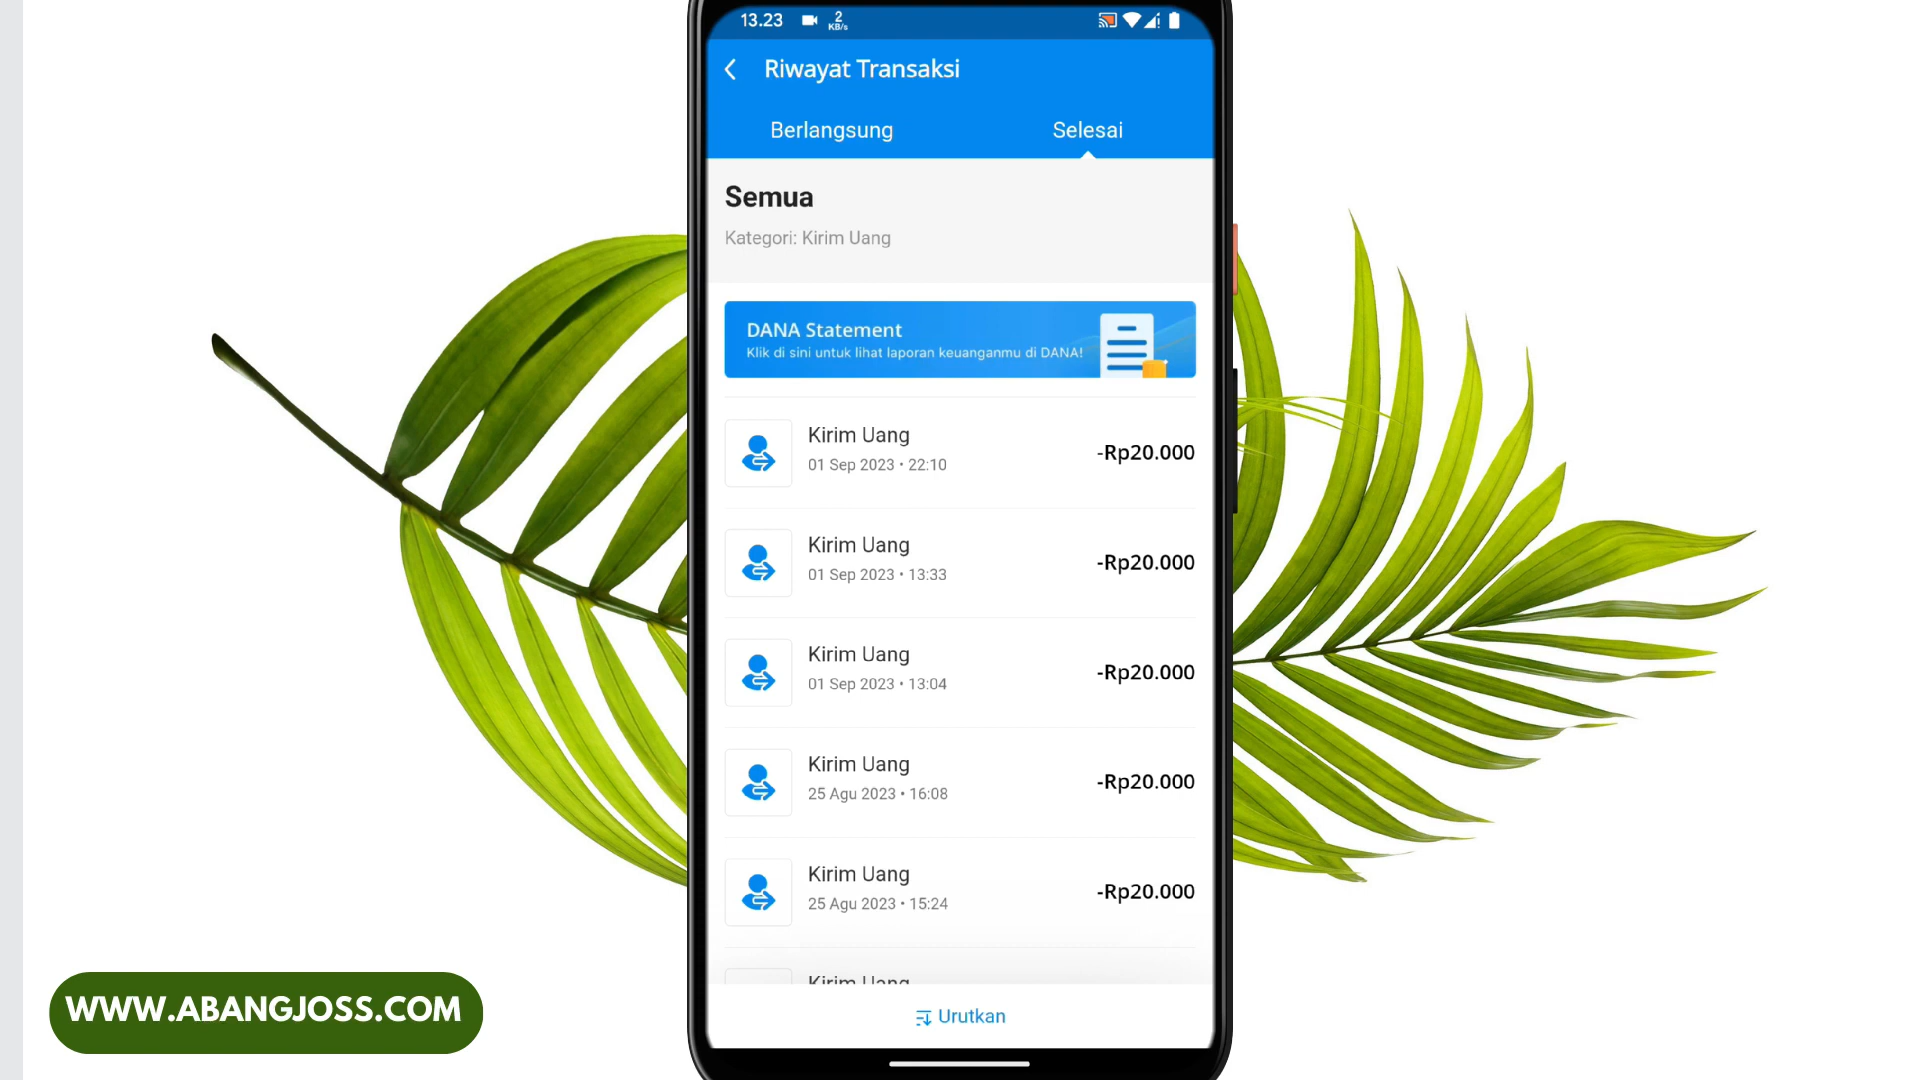 13.23
2
KB/s
Riwayat Transaksi
Berlangsung
Selesai
Semua
Kategori: Kirim Uang
DANA Statement
Klik di sini untuk lihat laporan keuanganmu di DANA!
Kirim Uang
01 Sep 2023 • 22:10
-Rp20.000
Kirim Uang
01 Sep 2023 • 13:33
-Rp20.000
Kirim Uang
01 Sep 2023 • 13:04
-Rp20.000
Kirim Uang
25 Agu 2023 • 16:08
-Rp20.000
Kirim Uang
25 Agu 2023 • 15:24
-Rp20.000
Kirim Uang
Urutkan
WWW.ABANGJOSS.COM